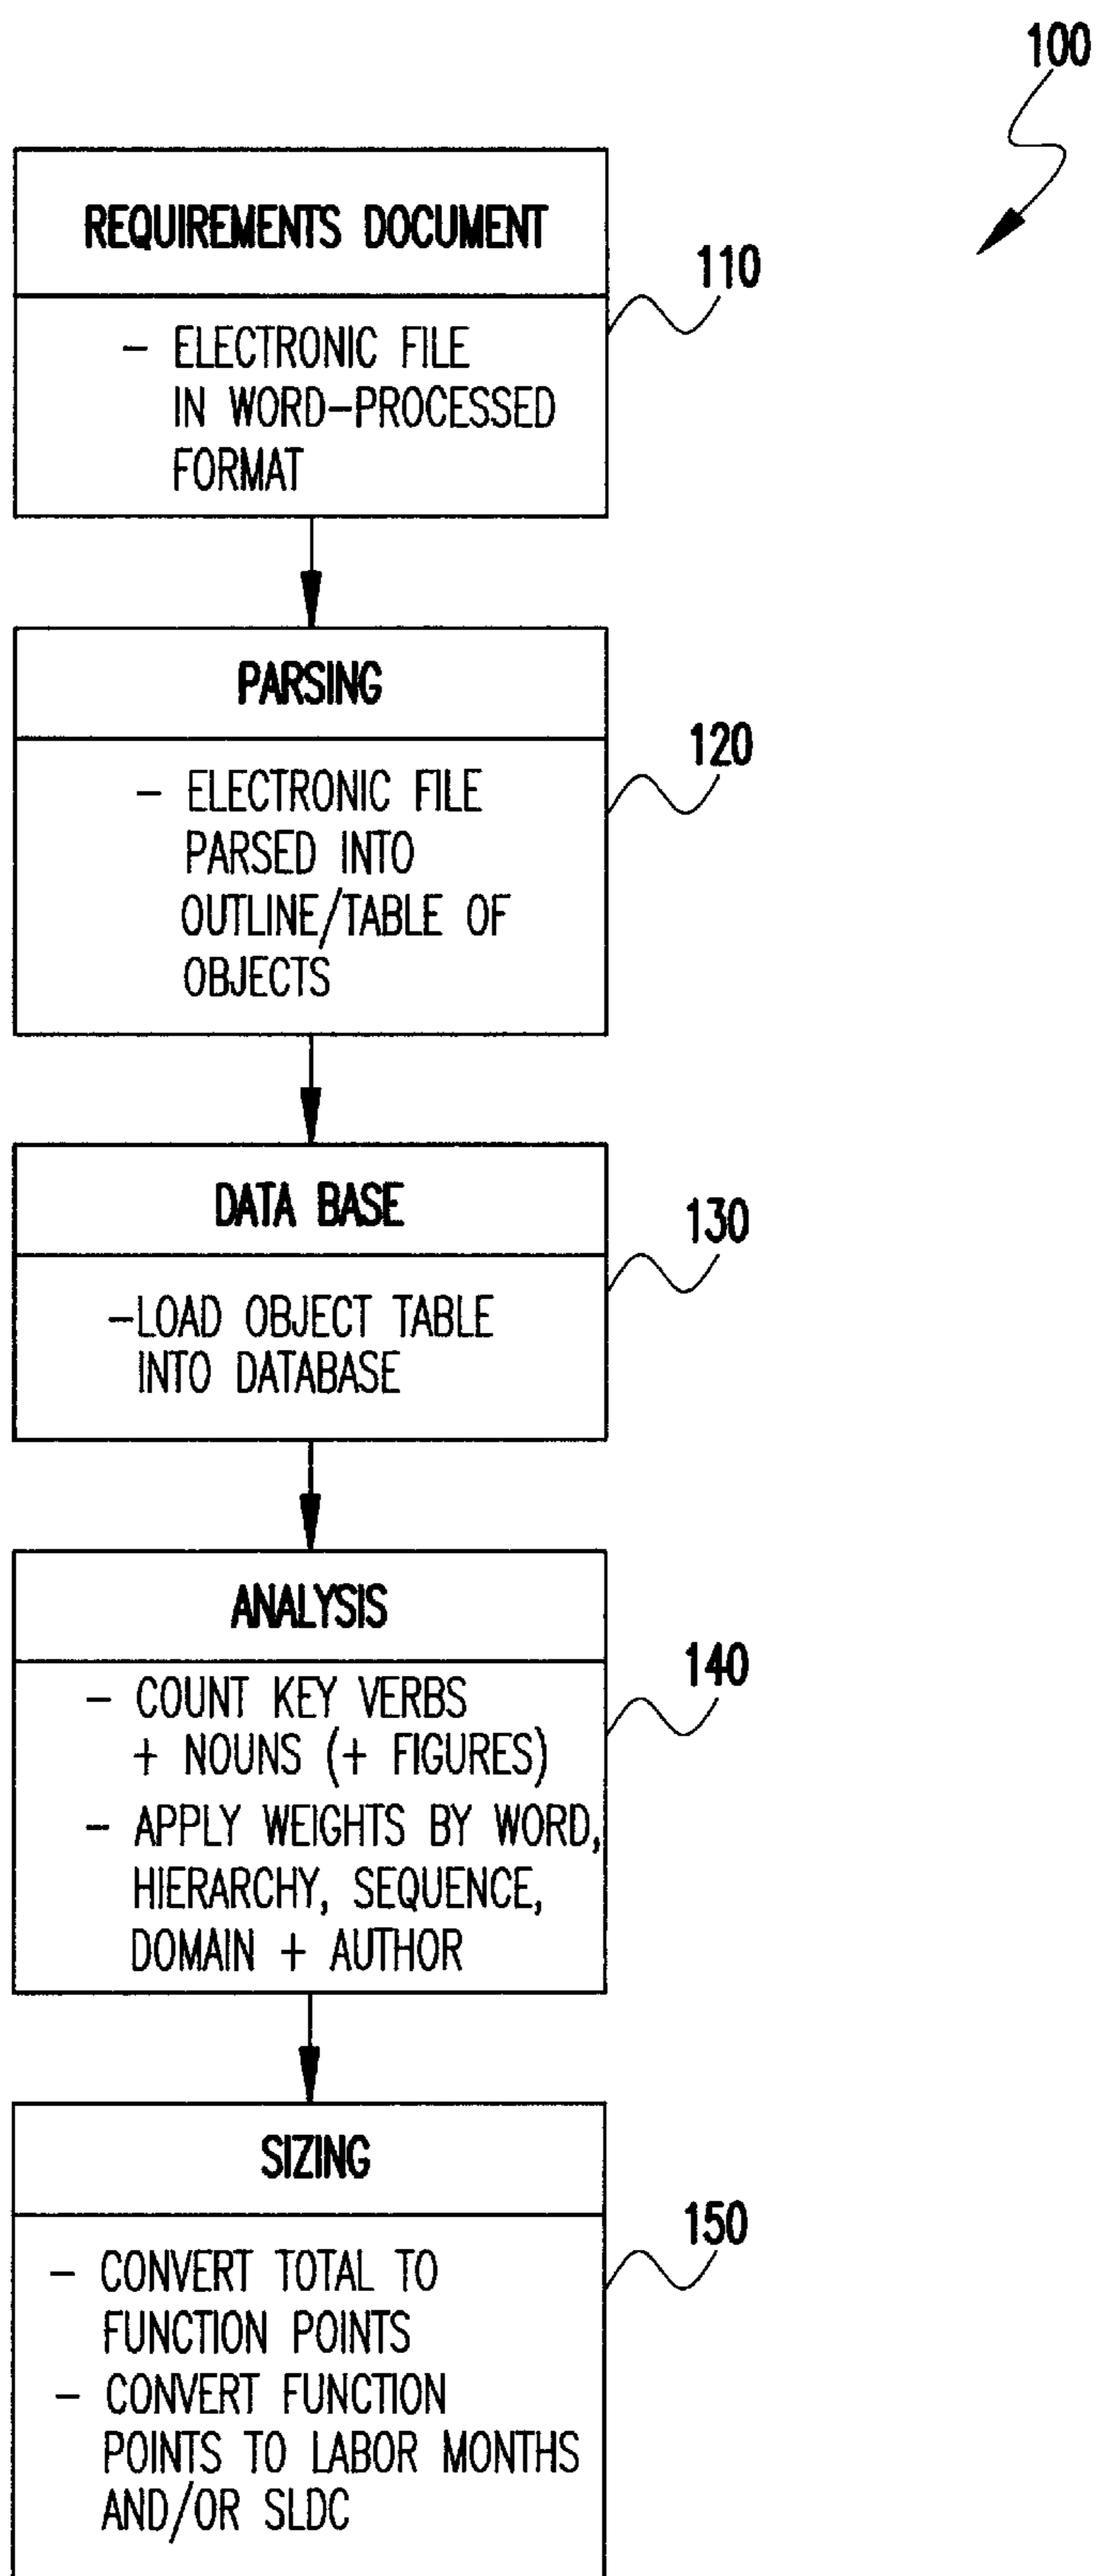 100
REQUIREMENTS DOCUMENT
110
- ELECTRONIC FILE
IN WORD-PROCESSED
FORMAT
PARSING
120
- ELECTRONIC FILE
PARSED INTO
OUTLINE/TABLE OF
OBJECTS
DATA BASE
130
-LOAD OBJECT TABLE
INTO DATABASE
ANALYSIS
140
- COUNT KEY VERBS
+ NOUNS (+ FIGURES)
- APPLY WEIGHTS BY WORD,
HIERARCHY, SEQUENCE,
DOMAIN + AUTHOR
SIZING
150
- CONVERT TOTAL TO
FUNCTION POINTS
- CONVERT FUNCTION
POINTS TO LABOR MONTHS
AND/OR SLDC